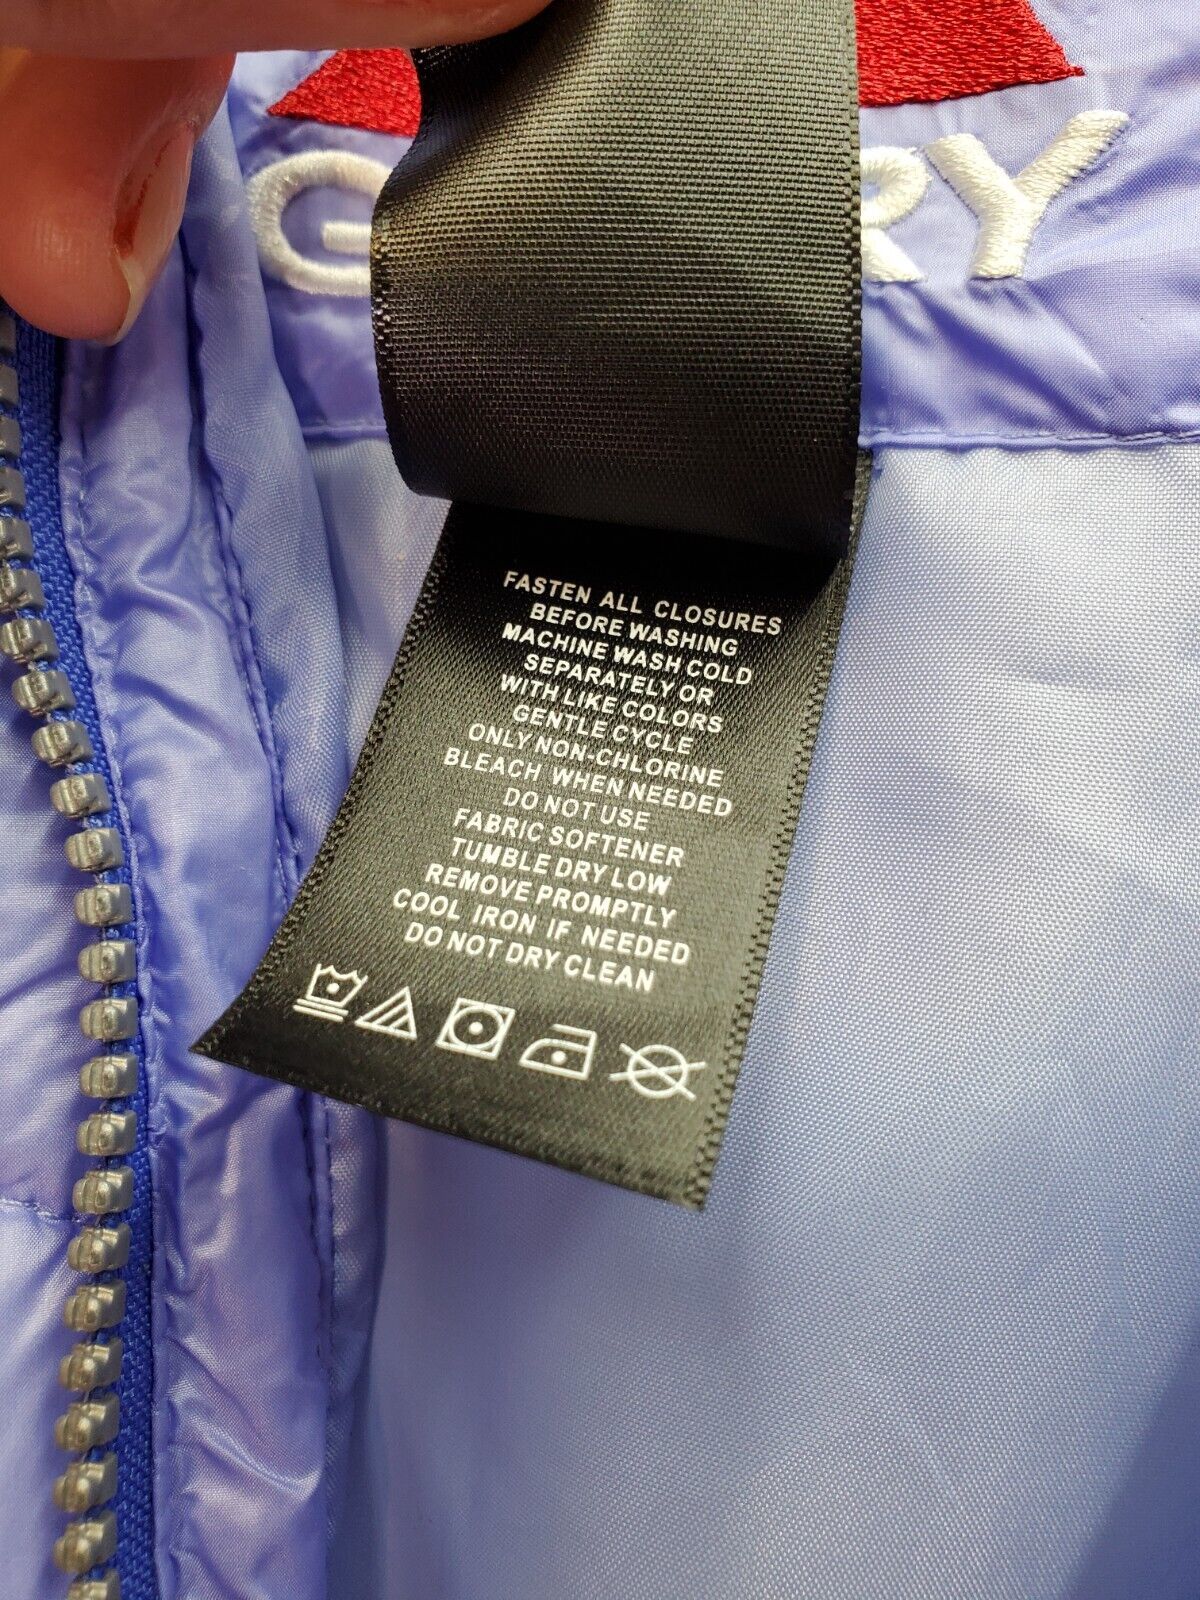 G RY
FASTEN ALL CLOSURES
BEFORE WASHING
MACHINE WASH COLD
SEPARATELY OR
WITH LIKE COLORS
GENTLE CYCLE
ONLY NON-CHLORINE
BLEACH WHEN NEEDED
DO NOT USE
FABRIC SOFTENER
TUMBLE DRY LOW
REMOVE PROMPTLY
COOL IRON IF NEEDED
DO NOT DRY CLEAN